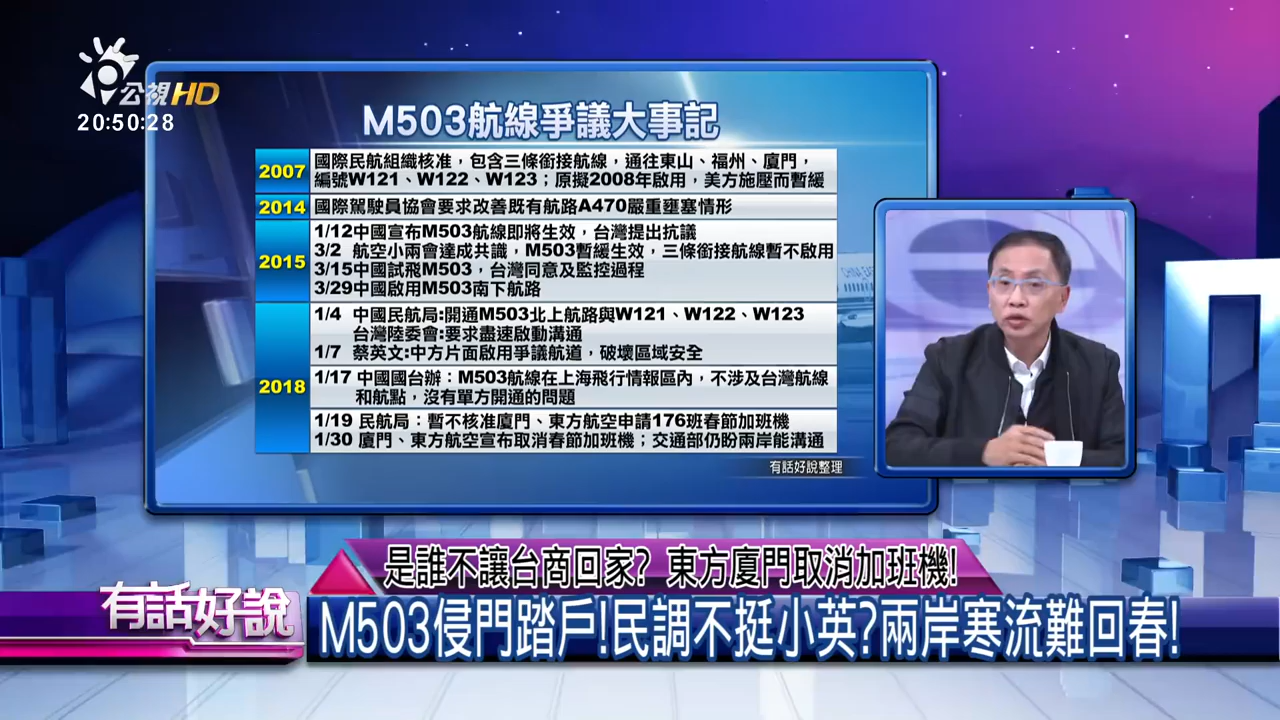 公視HD
20:50:28
M503航線爭議大事記
2007
國際民航組織核准，包含三條銜接航線，通往東山、福州、廈門，
編號W121、W122、W123；原擬2008年啟用，美方施壓而暫緩
2014
國際駕駛員協會要求改善既有航路A470嚴重壅塞情形
2015
1/12中國宣布M503航線即將生效，台灣提出抗議
3/2 航空小兩會達成共識，M503暫緩生效，三條銜接航線暫不啟用
3/15中國試飛M503，台灣同意及監控過程
3/29中國啟用M503南下航路
2018
1/4 中國民航局:開通M503北上航路與W121、W122、W123
台灣陸委會:要求盡速啟動溝通
1/7 蔡英文:中方片面啟用爭議航道，破壞區域安全
1/17 中國國台辦：M503航線在上海飛行情報區內，不涉及台灣航線
和航點，沒有單方開通的問題
1/19 民航局：暫不核准廈門、東方航空申請176班春節加班機
1/30 廈門、東方航空宣布取消春節加班機；交通部仍盼兩岸能溝通
有話好說整理
CHINA EA
是誰不讓台商回家? 東方廈門取消加班機!
有話好說
M503侵門踏戶!民調不挺小英?兩岸寒流難回春!